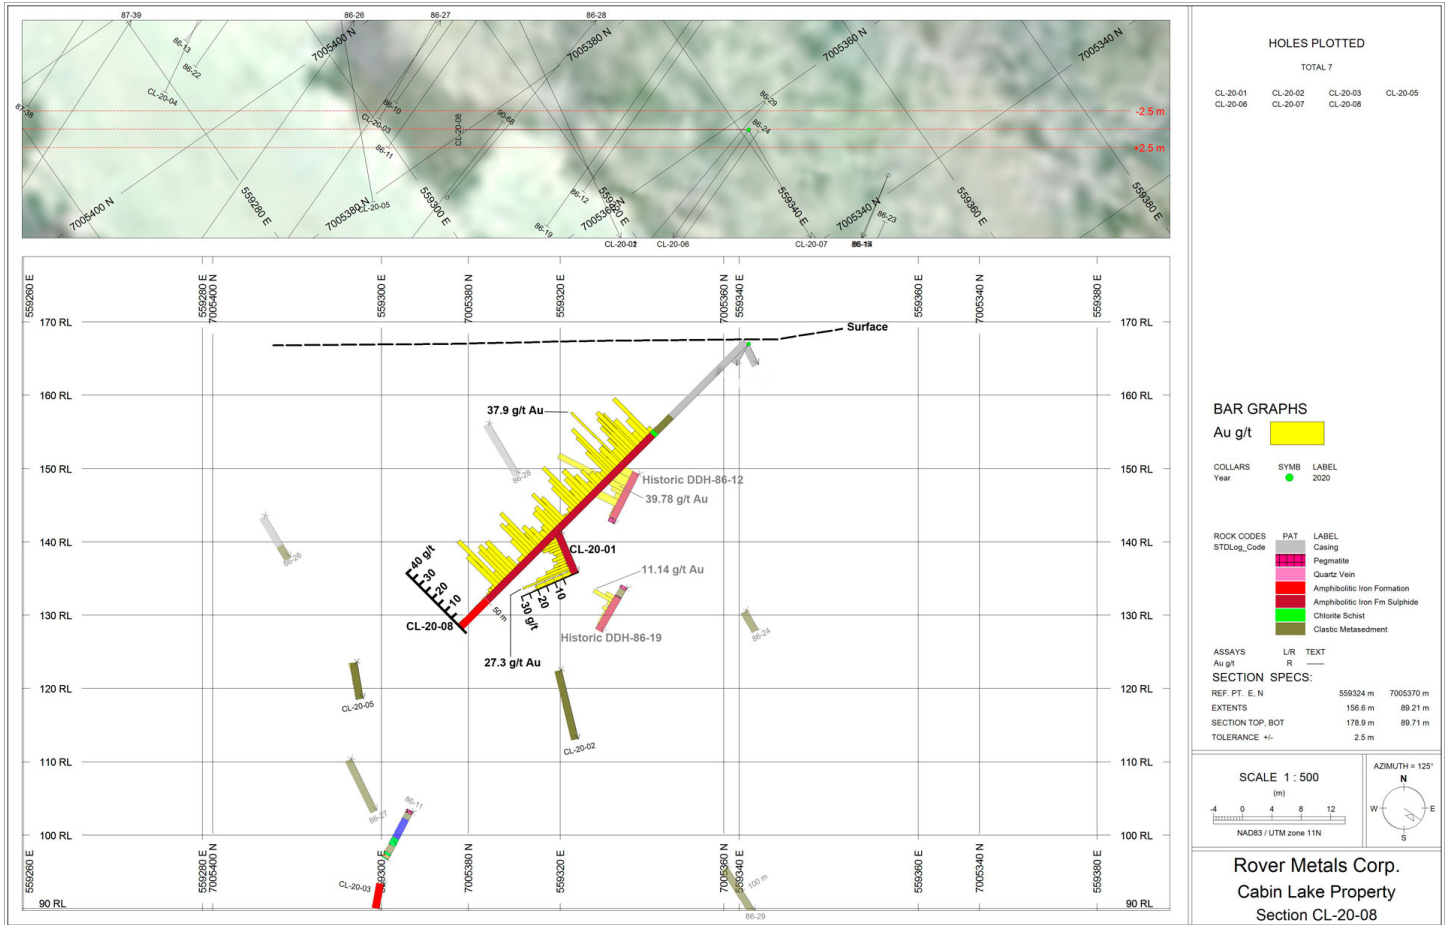 87-39
86-26
86-27
86-28
86-13
86-22
CL-20-04
87-38
7005400 N
7005380 N
7005360 N
7005340 N
86-10
CL-20-03
86-11
CL-20-08
90-68
86-29
86-24
-2.5 m
+2.5 m
7005400 N
559280 E
7005380 N
CL-20-05
559300 E
86-12
86-19
7005360 N
559320 E
559340 E
7005340 N
86-23
559360 E
559380 E
CL-20-06
CL-20-07
559260 E
559280 E
7005400 N
559300 E
7005380 N
559320 E
7005360 N
559340 E
559360 E
7005340 N
559380 E
170 RL
170 RL
Surface
160 RL
160 RL
37.9 g/t Au
150 RL
150 RL
86-28
Historic DDH-86-12
39.78 g/t Au
140 RL
140 RL
86-26
CL-20-01
40 g/t
30
20
10
11.14 g/t Au
10
20
30 g/t
50 m
130 RL
130 RL
CL-20-08
Historic DDH-86-19
86-24
27.3 g/t Au
120 RL
120 RL
CL-20-05
CL-20-02
110 RL
110 RL
86-27
86-11
100 RL
100 RL
CL-20-03
100 m
90 RL
90 RL
86-29
559260 E
559280 E
7005400 N
559300 E
7005380 N
559320 E
7005360 N
559340 E
559360 E
7005340 N
559380 E
HOLES PLOTTED
TOTAL 7
CL-20-01 CL-20-02 CL-20-03 CL-20-05
CL-20-06 CL-20-07 CL-20-08
BAR GRAPHS
Au g/t
COLLARS SYMB LABEL
Year 2020
ROCK CODES PAT LABEL
STDLog_Code Casing
Pegmatite
Quartz Vein
Amphibolitic Iron Formation
Amphibolitic Iron Fm Sulphide
Chlorite Schist
Clastic Metasedment
ASSAYS L/R TEXT
Au g/t R
SECTION SPECS:
REF. PT. E, N 559324 m 7005370 m
EXTENTS 156.6 m 89.21 m
SECTION TOP, BOT 178.9 m 89.71 m
TOLERANCE +/- 2.5 m
SCALE 1 : 500
(m)
-4 0 4 8 12
NAD83 / UTM zone 11N
AZIMUTH = 125°
N
W
E
S
Rover Metals Corp.
Cabin Lake Property
Section CL-20-08